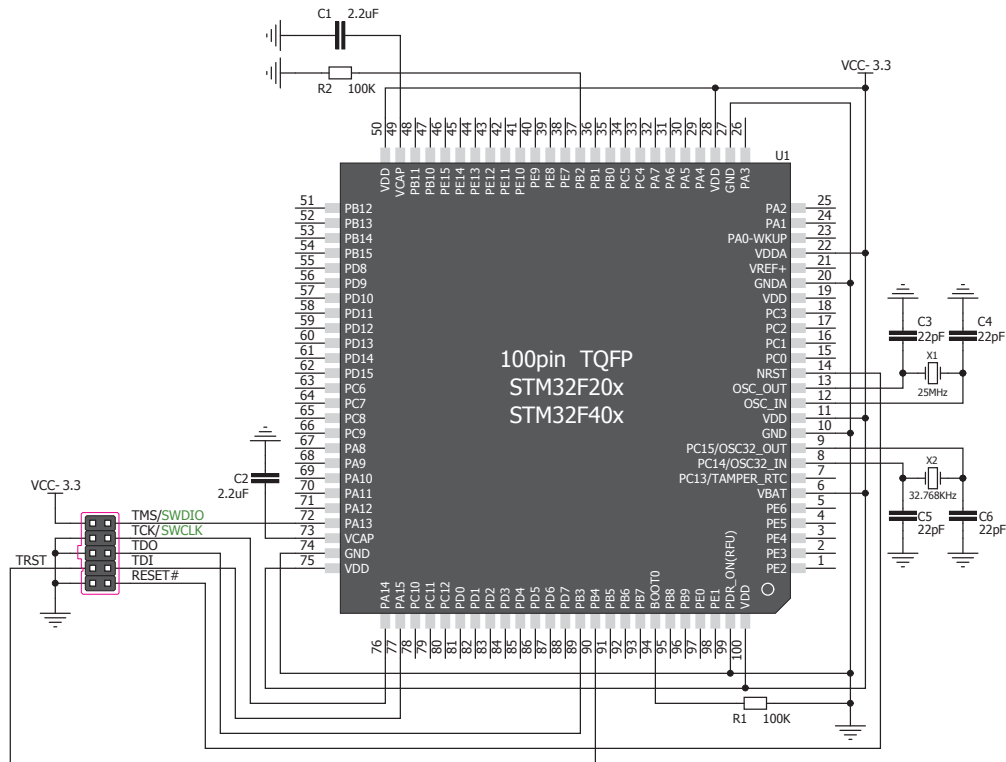 C1 2.2uF
R2 100K
VCC-3.3
50 49 48 47 46 45 44 43 42 41 40 39 38 37 36 35 34 33 32 31 30 29 28 27 26
U1
VDD VCAP PB11 PB10 PE15 PE14 PE13 PE12 PE11 PE10 PE9 PE8 PE7 PB2 PB1 PB0 PC5 PC4 PA7 PA6 PA5 PA4 VDD GND PA3
51 PB12
52 PB13
53 PB14
54 PB15
55 PD8
56 PD9
57 PD10
58 PD11
59 PD12
60 PD13
61 PD14
62 PD15
63 PC6
64 PC7
65 PC8
66 PC9
67 PA8
68 PA9
69 PA10
70 PA11
71 PA12
72 PA13
73 VCAP
74 GND
75 VDD
100pin TQFP
STM32F20x
STM32F40x
PA2 25
PA1 24
PA0-WKUP 23
VDDA 22
VREF+ 21
GNDA 20
VDD 19
PC3 18
PC2 17
PC1 16
PC0 15
NRST 14
OSC_OUT 13
OSC_IN 12
VDD 11
GND 10
PC15/OSC32_OUT 9
PC14/OSC32_IN 8
PC13/TAMPER_RTC 7
VBAT 6
PE6 5
PE5 4
PE4 3
PE3 2
PE2 1
C3
22pF
C4
22pF
X1
25MHz
X2
32.768KHz
C5
22pF
C6
22pF
C2
2.2uF
VCC-3.3
TMS/SWDIO
TCK/SWCLK
TDO
TDI
RESET#
TRST
PA14 PA15 PC10 PC11 PC12 PD0 PD1 PD2 PD3 PD4 PD5 PD6 PD7 PB3 PB4 PB5 PB6 PB7 BOOT0 PB8 PB9 PE0 PE1 PDR_ON(RFU) VDD
76 77 78 79 80 81 82 83 84 85 86 87 88 89 90 91 92 93 94 95 96 97 98 99 100
R1 100K